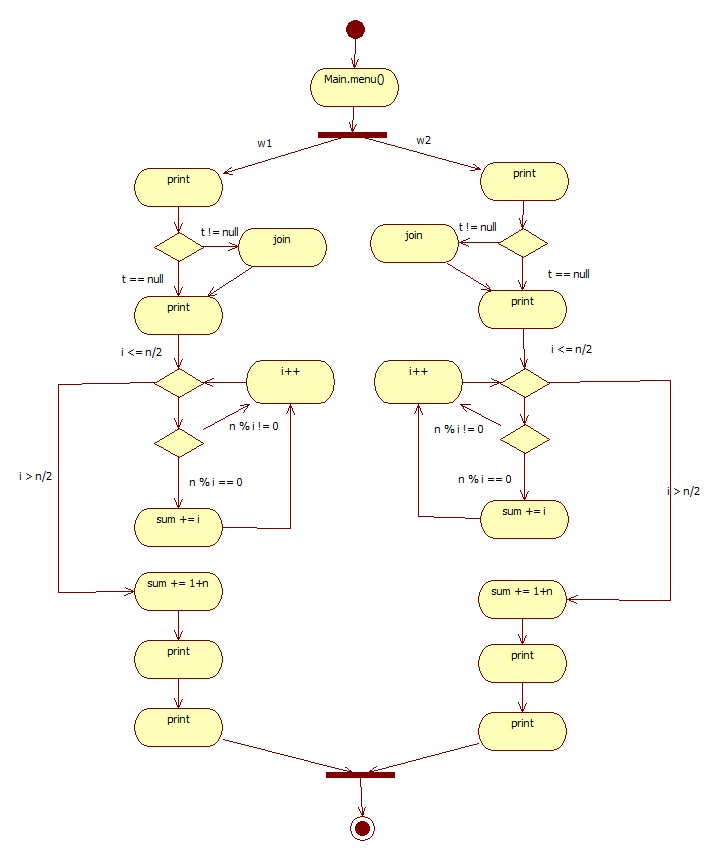 Main.menu()
w1
w2
print
print
t != null
join
t != null
join
t == null
t == null
print
print
i <= n/2
i <= n/2
i++
i++
n % i != 0
n % i != 0
i > n/2
n % i == 0
n % i == 0
i > n/2
sum += i
sum += i
sum += 1+n
sum += 1+n
print
print
print
print